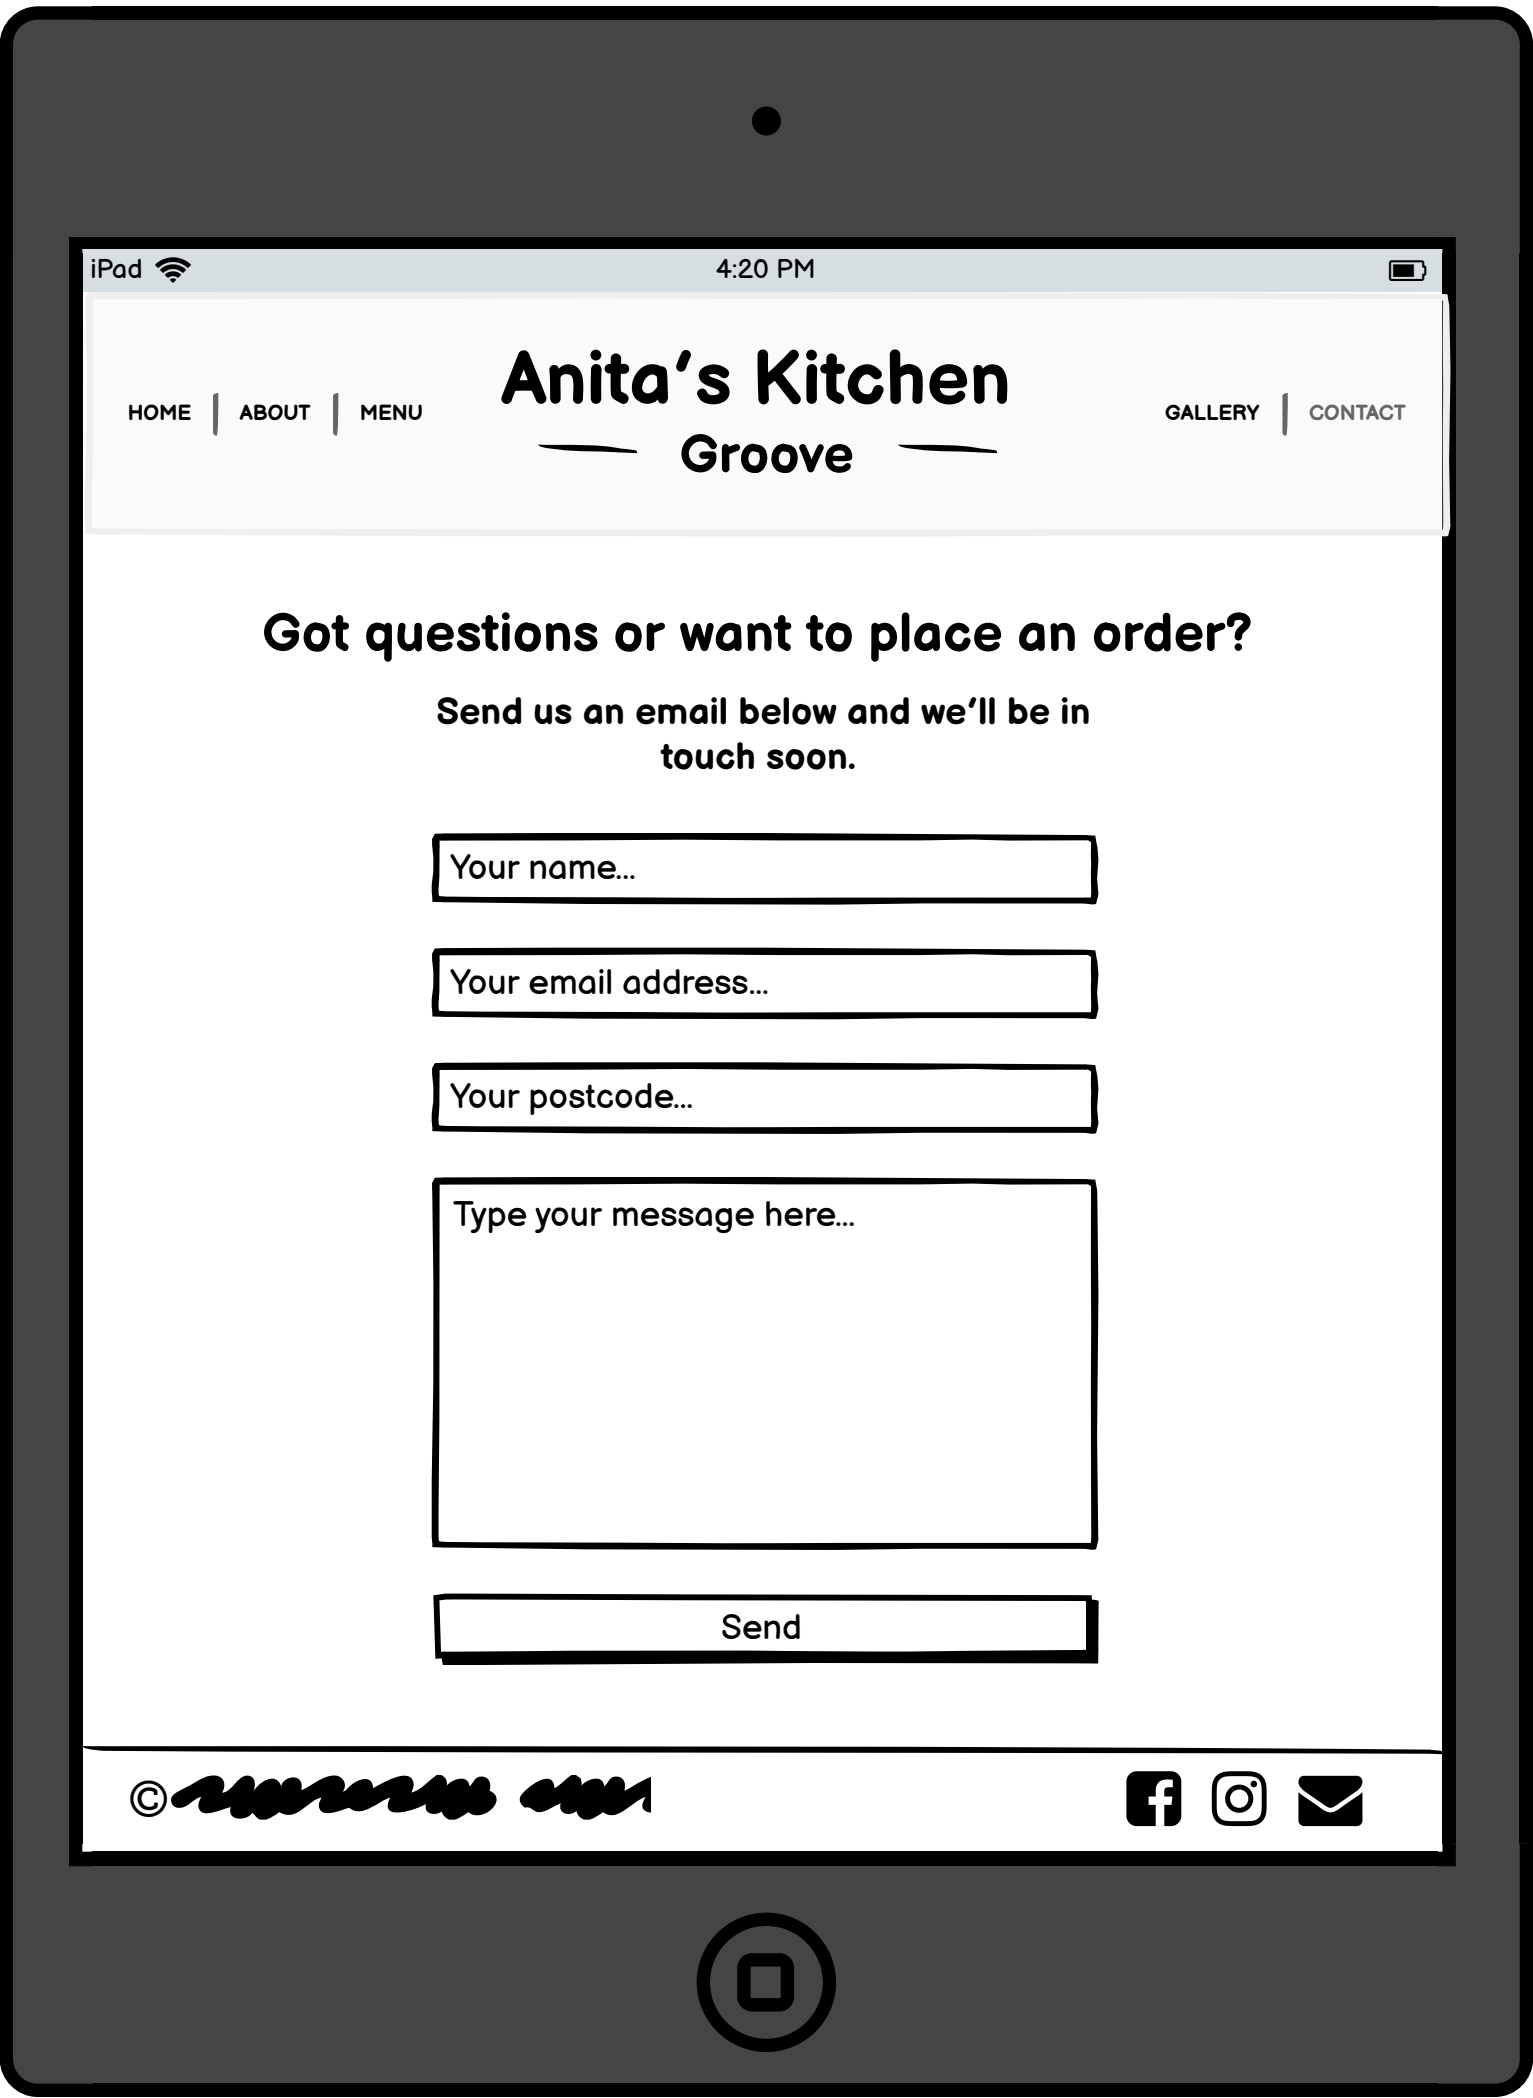 iPad 4:20 PM
HOME ABOUT MENU
Anita's Kitchen
Groove
GALLERY CONTACT
Got questions or want to place an order?
Send us an email below and we'll be in
touch soon.
Your name...
Your email address...
Your postcode...
Type your message here...
Send
©